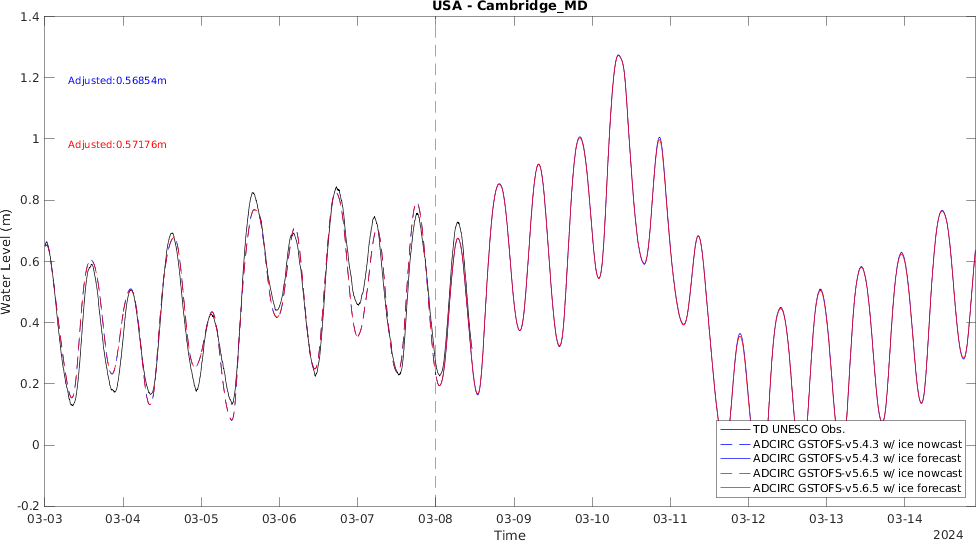 USA - Cambridge_MD
1.4
1.2
1
0.8
0.6
0.4
0.2
0
-0.2
Water Level (m)
Adjusted:0.56854m
Adjusted:0.57176m
TD UNESCO Obs.
ADCIRC GSTOFS-v5.4.3 w/ ice nowcast
ADCIRC GSTOFS-v5.4.3 w/ ice forecast
ADCIRC GSTOFS-v5.6.5 w/ ice nowcast
ADCIRC GSTOFS-v5.6.5 w/ ice forecast
03-03 03-04 03-05 03-06 03-07 03-08 03-09 03-10 03-11 03-12 03-13 03-14
Time
2024